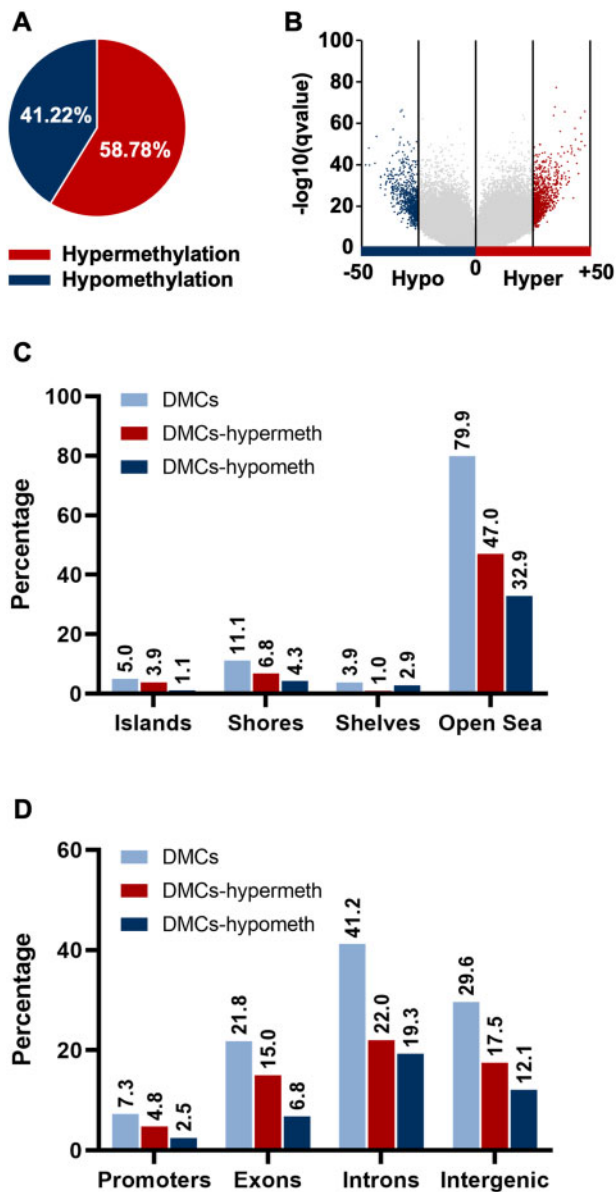 A
41.22%
58.78%
Hypermethylation
Hypomethylation
B
-log10(qvalue)
100
80
60
40
20
0
-50 0 +50
Hypo Hyper
C
Percentage
100
80
60
40
20
0
DMCs
DMCs-hypermeth
DMCs-hypometh
5.0 3.9 1.1 11.1 6.8 4.3 3.9 1.0 2.9 79.9 47.0 32.9
Islands Shores Shelves Open Sea
D
Percentage
60
40
20
0
DMCs
DMCs-hypermeth
DMCs-hypometh
7.3 4.8 2.5 21.8 15.0 6.8 41.2 22.0 19.3 29.6 17.5 12.1
Promoters Exons Introns Intergenic